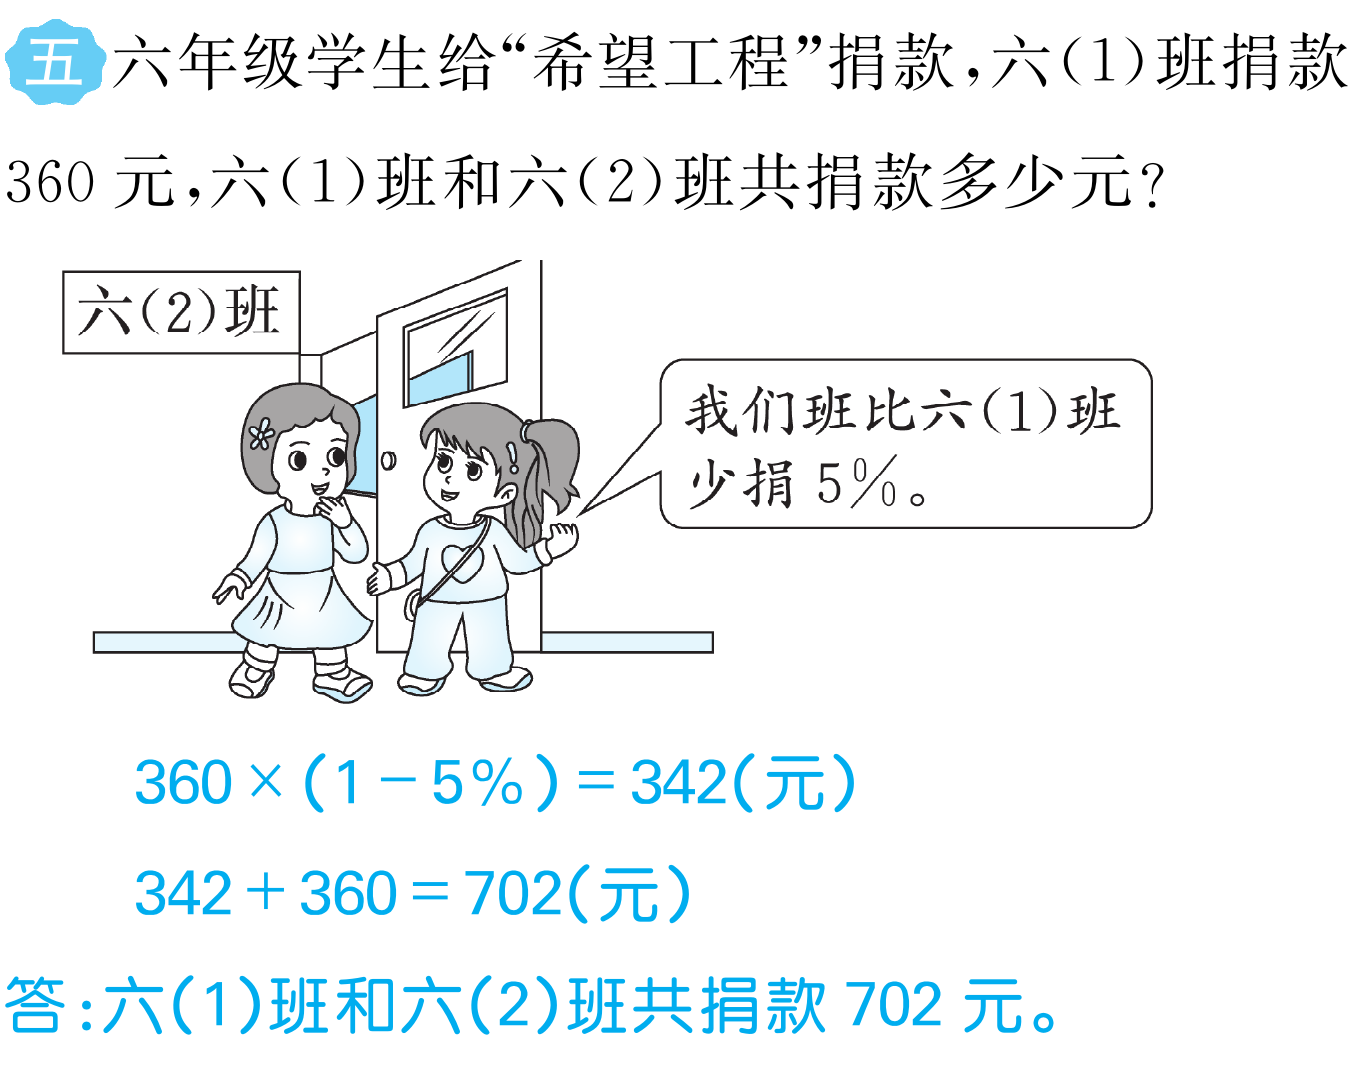 五 六年级学生给“希望工程”捐款,六(1)班捐款
360 元,六(1)班和六(2)班共捐款多少元?
六(2)班
我们班比六(1)班
少捐 5%。
360×(1-5%)=342(元)
342+360=702(元)
答:六(1)班和六(2)班共捐款 702 元。